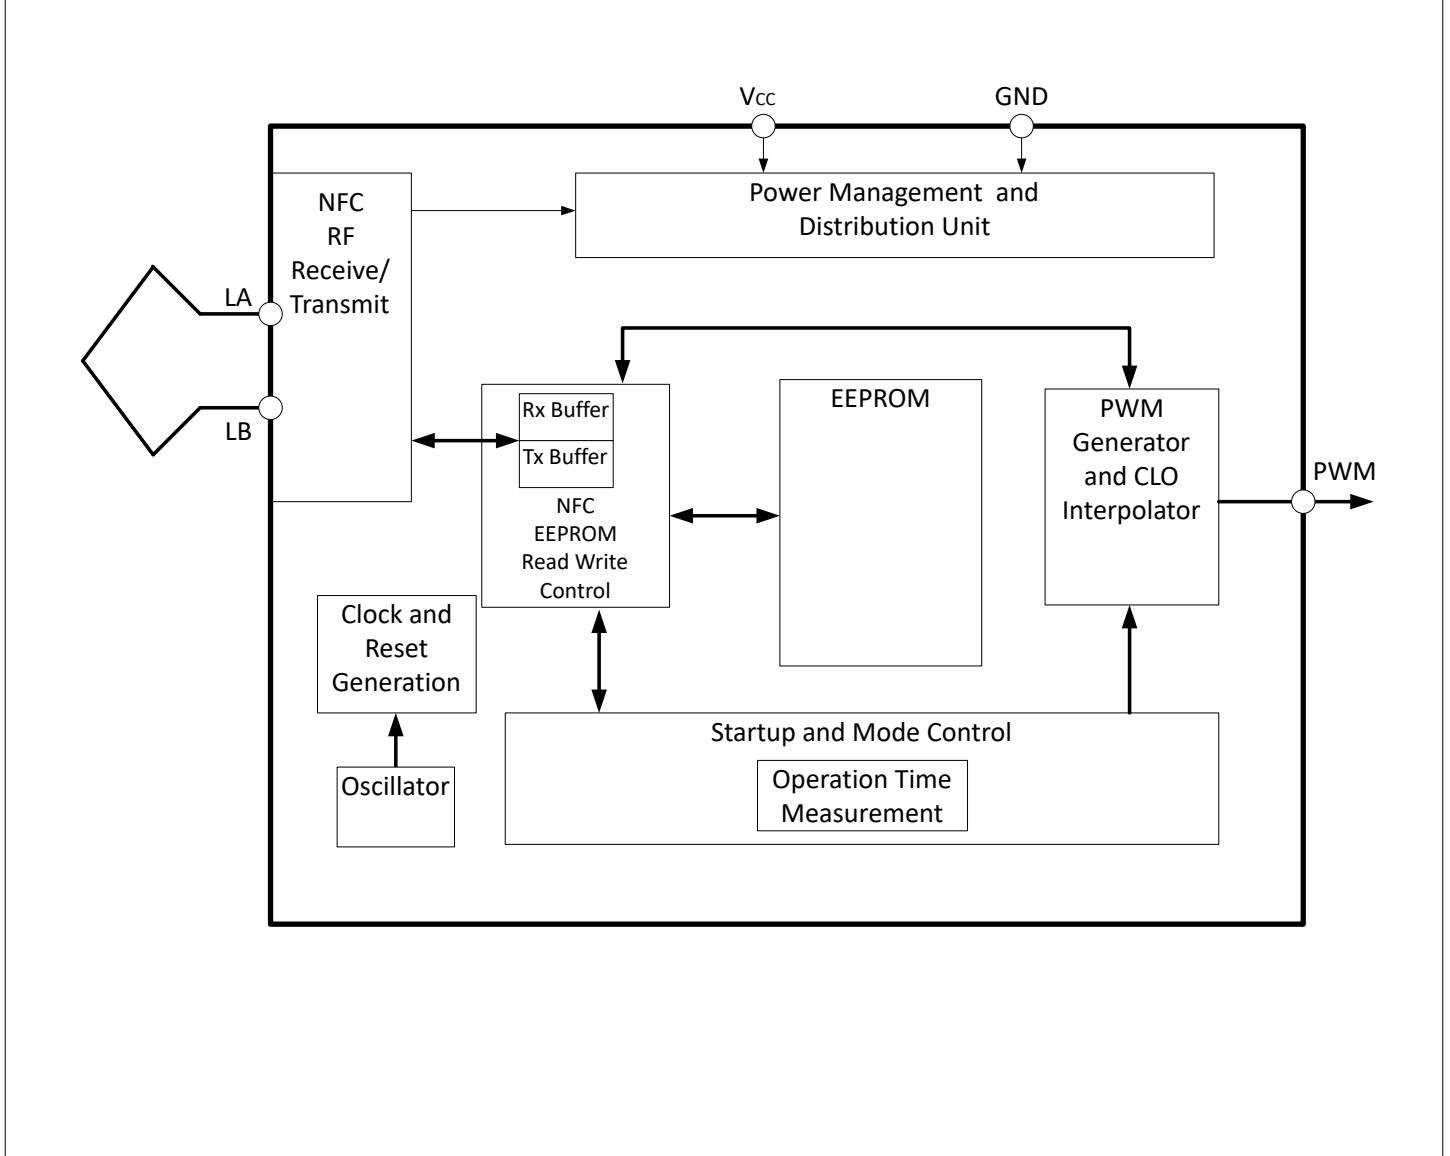 VCC
GND
NFC
RF
Receive/
Transmit
Power Management and
Distribution Unit
LA
LB
Rx Buffer
Tx Buffer
NFC
EEPROM
Read Write
Control
EEPROM
PWM
Generator
and CLO
Interpolator
PWM
Clock and
Reset
Generation
Oscillator
Startup and Mode Control
Operation Time
Measurement